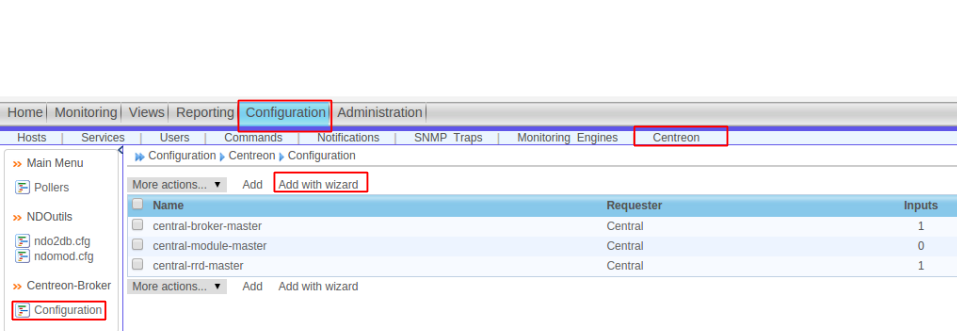 Home Monitoring Views Reporting Configuration Administration
Hosts | Services | Users | Commands | Notifications | SNMP Traps | Monitoring Engines Centreon
Main Menu
Pollers
NDOutils
ndo2db.cfg
ndomod.cfg
Centreon-Broker
Configuration
Configuration Centreon Configuration
More actions... Add Add with wizard
Name Requester Inputs
central-broker-master Central 1
central-module-master Central 0
central-rrd-master Central 1
More actions... Add Add with wizard